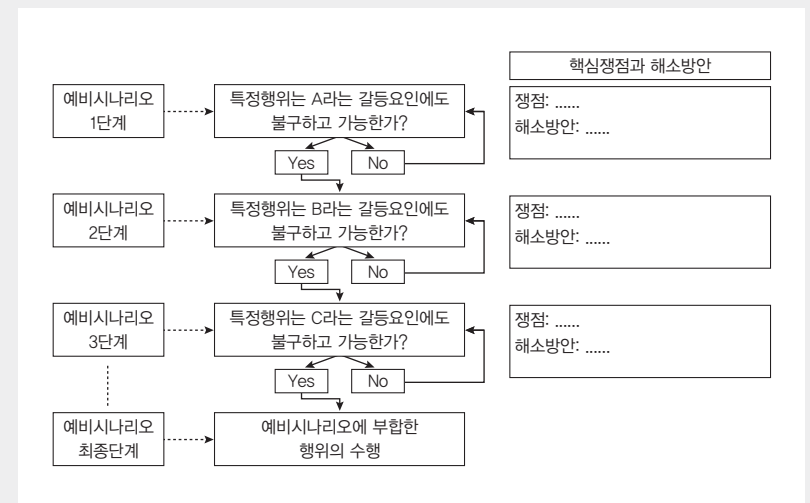 핵심쟁점과 해소방안
예비시나리오
1단계
특정행위는 A라는 갈등요인에도
불구하고 가능한가?
쟁점: ......
해소방안: ......
Yes
No
예비시나리오
2단계
특정행위는 B라는 갈등요인에도
불구하고 가능한가?
쟁점: ......
해소방안: ......
Yes
No
예비시나리오
3단계
특정행위는 C라는 갈등요인에도
불구하고 가능한가?
쟁점: ......
해소방안: ......
Yes
No
예비시나리오
최종단계
예비시나리오에 부합한
행위의 수행